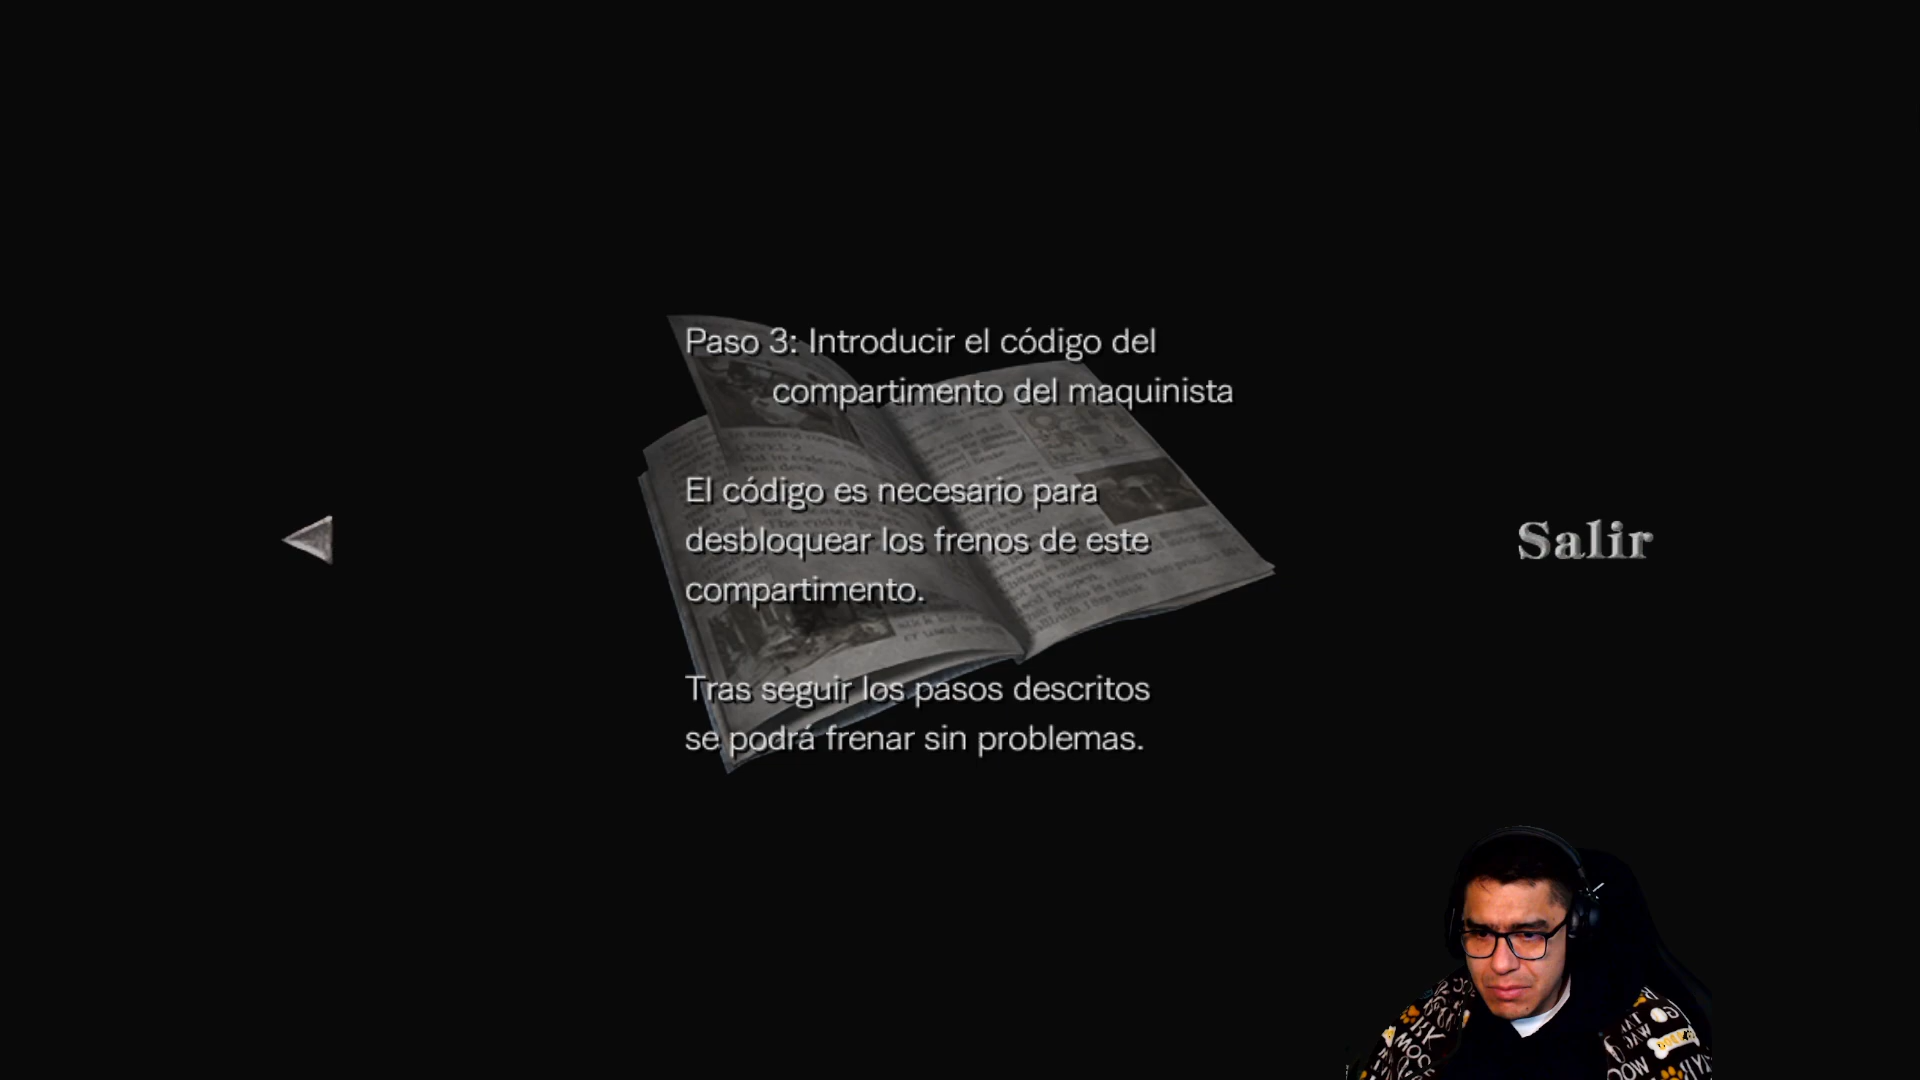 Paso 3: Introducir el código del
compartimento del maquinista
El código es necesario para
desbloquear los frenos de este
compartimento.
Tras seguir los pasos descritos
se podrá frenar sin problemas.
Salir